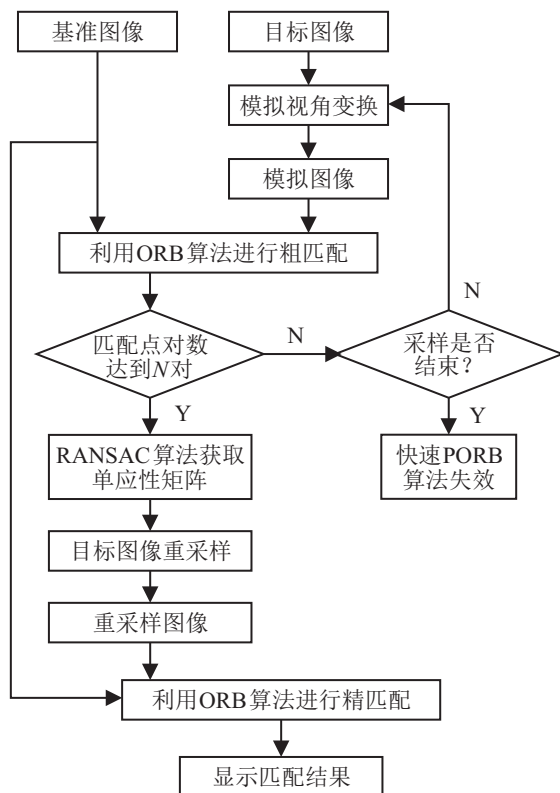 基准图像
目标图像
模拟视角变换
模拟图像
利用ORB算法进行粗匹配
N
匹配点对数
达到N对
N
采样是否
结束？
Y
Y
RANSAC算法获取
单应性矩阵
快速PORB
算法失效
目标图像重采样
重采样图像
利用ORB算法进行精匹配
显示匹配结果